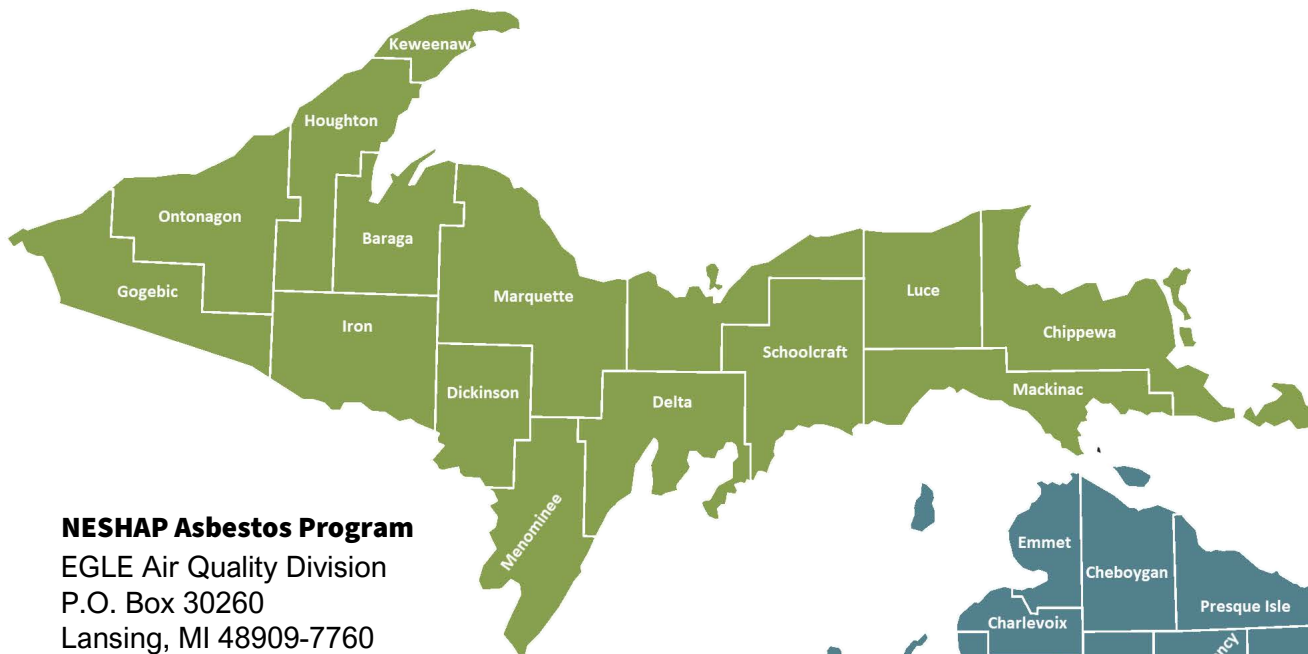 Keweenaw
Houghton
Ontonagon
Baraga
Gogebic
Iron
Marquette
Luce
Chippewa
Schoolcraft
Dickinson
Delta
Mackinac
Menominee
NESHAP Asbestos Program
EGLE Air Quality Division
P.O. Box 30260
Lansing, MI 48909-7760
Emmet
Cheboygan
Presque Isle
Charlevoix
ncy